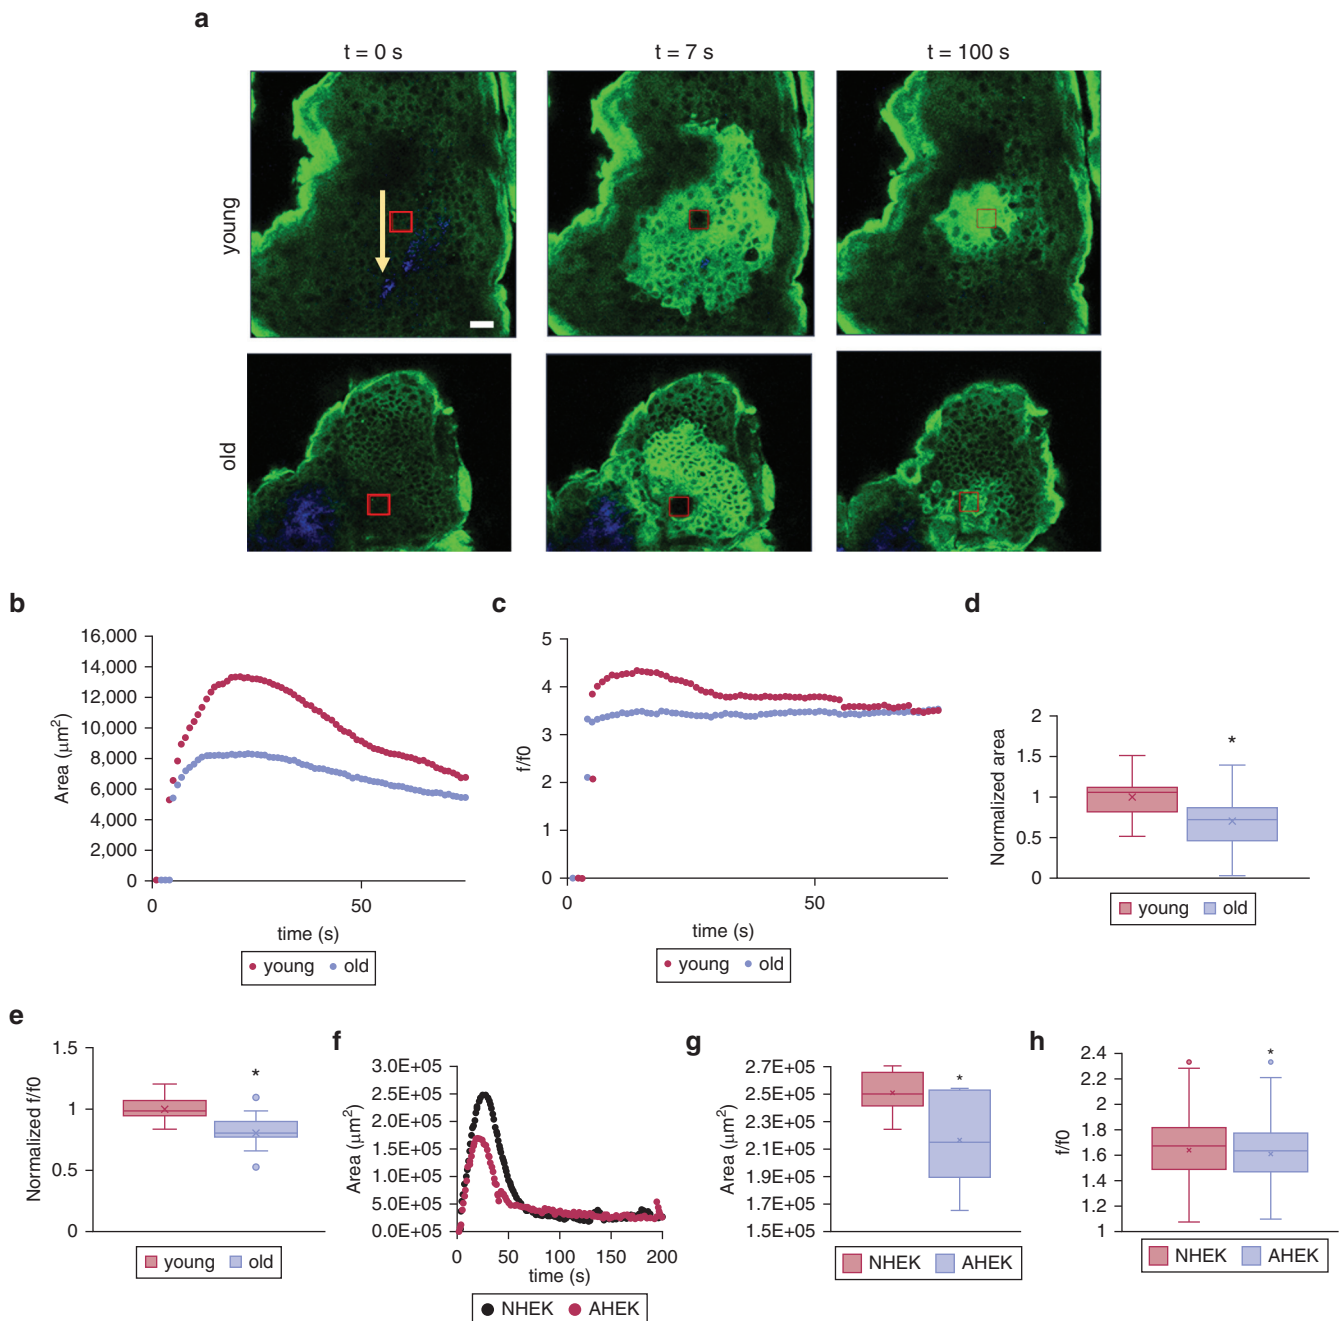 a
t = 0 s
t = 7 s
t = 100 s
young
old
b
Area (μm²)
16,000
14,000
12,000
10,000
8,000
6,000
4,000
2,000
0
0
50
time (s)
young old
c
f/f0
5
4
3
2
1
0
0
50
time (s)
young old
d
Normalized area
2
1.5
1
0.5
0
*
young old
e
Normalized f/f0
1.5
1
0.5
0
*
young old
f
Area (μm²)
3.0E+05
2.5E+05
2.0E+05
1.5E+05
1.0E+05
5.0E+05
0.0E+05
0 50 100 150 200
time (s)
NHEK AHEK
g
Area (μm²)
2.7E+05
2.5E+05
2.3E+05
2.1E+05
1.9E+05
1.7E+05
1.5E+05
*
NHEK AHEK
h
f/f0
2.4
2.2
2
1.8
1.6
1.4
1.2
1
*
NHEK AHEK